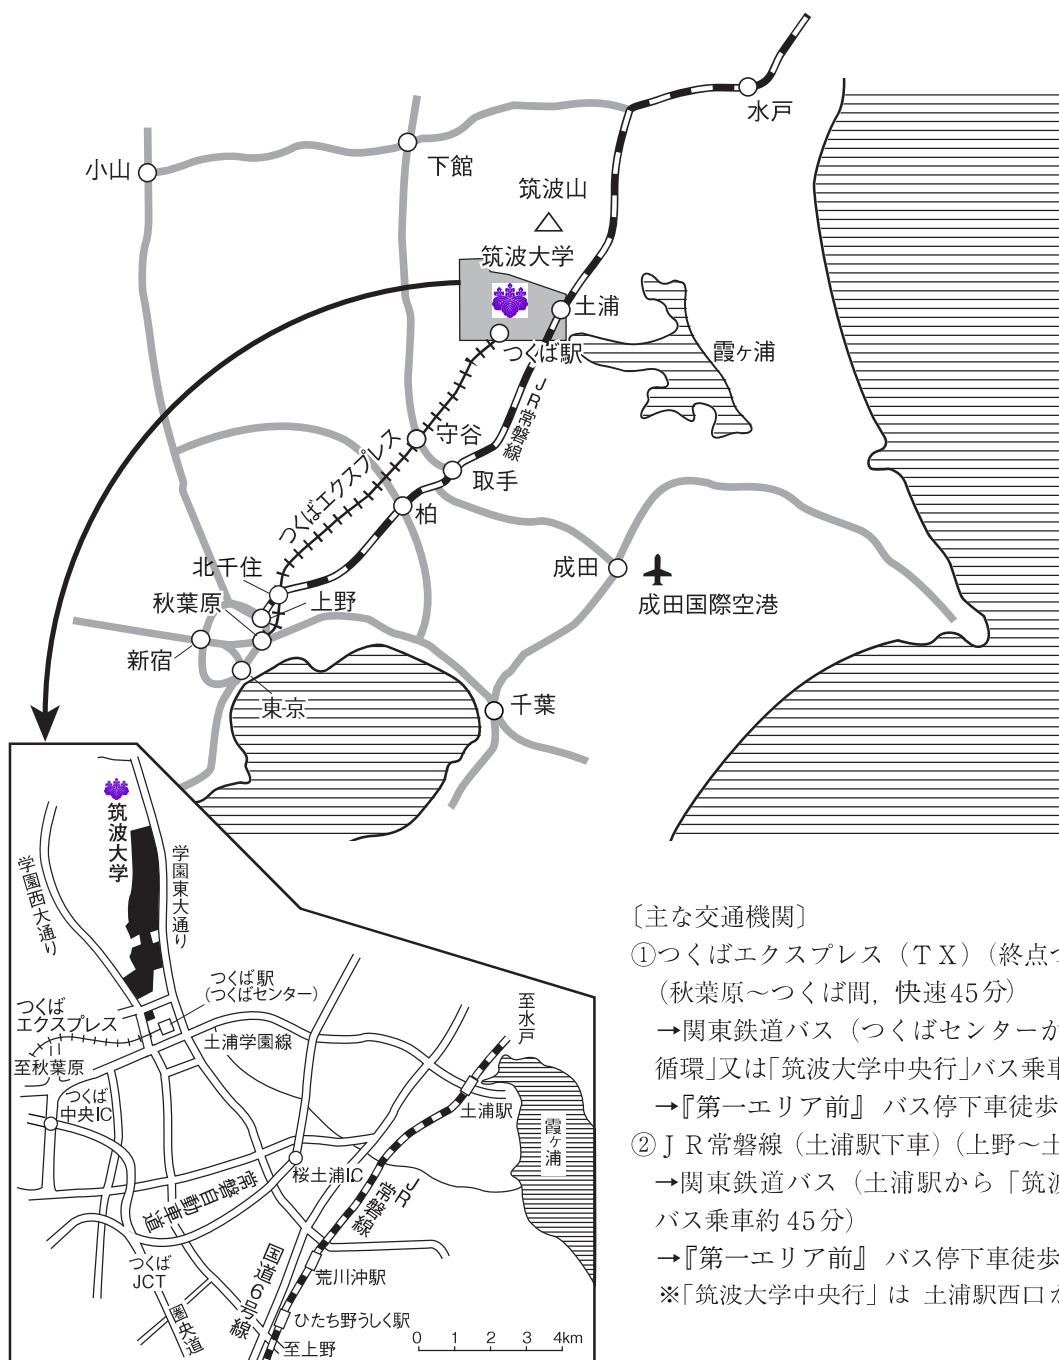 水戸
小山
下館
筑波山
筑波大学
土浦
つくば駅
霞ヶ浦
JR常磐線
守谷
つくばエクスプレス
取手
柏
北千住
成田
秋葉原
上野
成田国際空港
新宿
東京
千葉
筑波大学
学園西大通り
学園東大通り
つくば駅
(つくばセンター)
つくば
エクスプレス
至水戸
土浦学園線
至秋葉原
つくば
中央IC
土浦駅
霞ヶ浦
桜土浦IC
常磐自動車道
JR
常磐線
つくば
JCT
国道6号線
荒川沖駅
圏央道
ひたち野うしく駅
至上野
0 1 2 3 4km
〔主な交通機関〕
①つくばエクスプレス（ＴＸ）（終点つ
（秋葉原～つくば間，快速45分）
→関東鉄道バス（つくばセンターか
循環」又は「筑波大学中央行」バス乗車
→『第一エリア前』 バス停下車徒歩
②ＪＲ常磐線（土浦駅下車）（上野～土
→関東鉄道バス（土浦駅から「筑波
バス乗車約 45分）
→『第一エリア前』 バス停下車徒歩
※「筑波大学中央行」は 土浦駅西口か